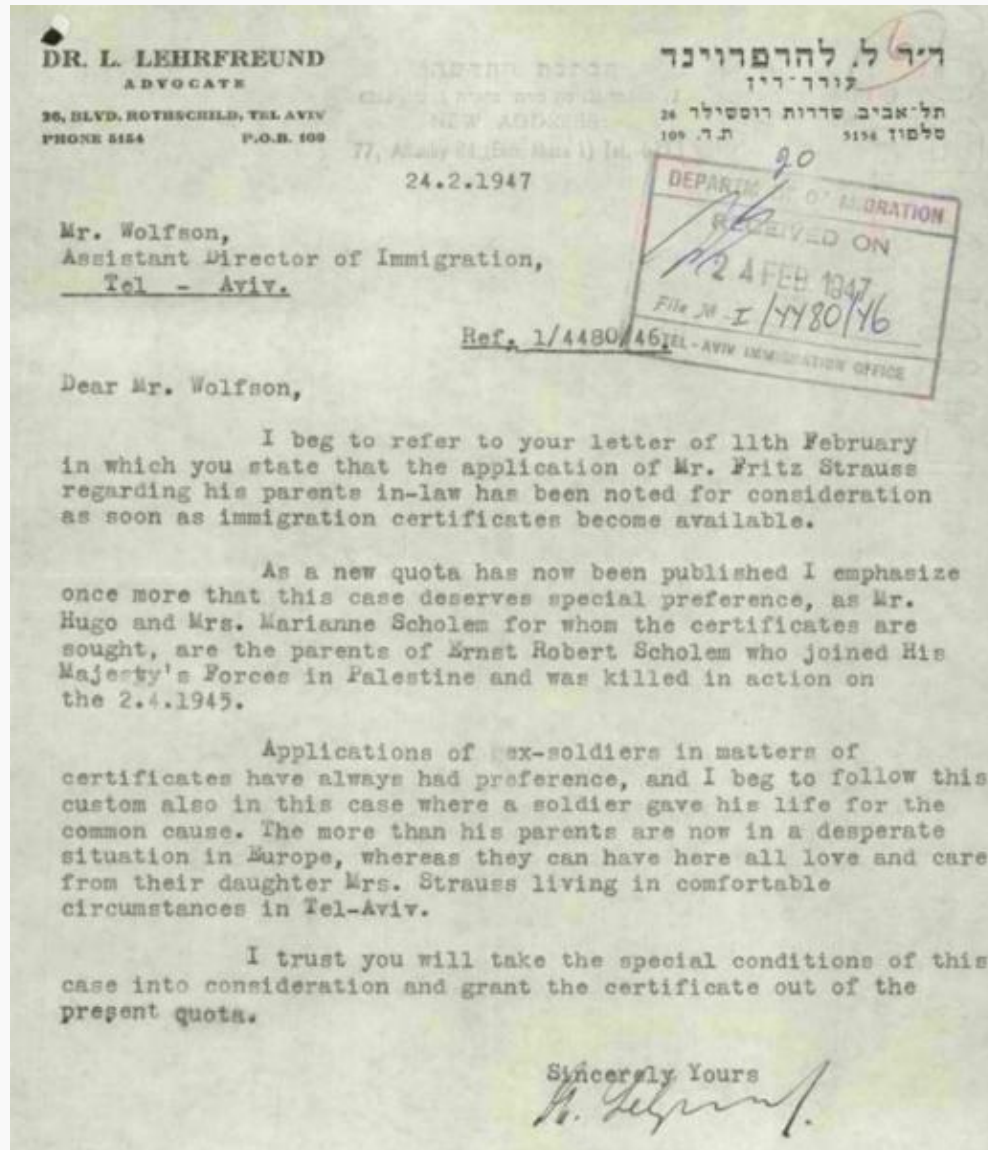 DR. L. LEHRFREUND
ADVOCATE
26, BLVD. ROTHSCHILD, TEL AVIV
PHONE 5154 P.O.B. 109
ד״ר ל. להרפרוינד
עורך־דין
תל־אביב, שדרות רוטשילד 26
טלפון 5154 ת.ד. 109
NEW ADDRESS:
24.2.1947
20
DEPARTMENT OF MIGRATION
RECEIVED ON
24 FEB 1947
File No I/4480/46
TEL-AVIV IMMIGRATION OFFICE
Mr. Wolfson,
Assistant Director of Immigration,
Tel - Aviv.
Ref. 1/4480/46.
Dear Mr. Wolfson,
I beg to refer to your letter of 11th February
in which you state that the application of Mr. Fritz Strauss
regarding his parents in-law has been noted for consideration
as soon as immigration certificates become available.
As a new quota has now been published I emphasize
once more that this case deserves special preference, as Mr.
Hugo and Mrs. Marianne Scholem for whom the certificates are
sought, are the parents of Ernst Robert Scholem who joined His
Majesty's Forces in Palestine and was killed in action on
the 2.4.1945.
Applications of ex-soldiers in matters of
certificates have always had preference, and I beg to follow this
custom also in this case where a soldier gave his life for the
common cause. The more than his parents are now in a desperate
situation in Europe, whereas they can have here all love and care
from their daughter Mrs. Strauss living in comfortable
circumstances in Tel-Aviv.
I trust you will take the special conditions of this
case into consideration and grant the certificate out of the
present quota.
Sincerely Yours